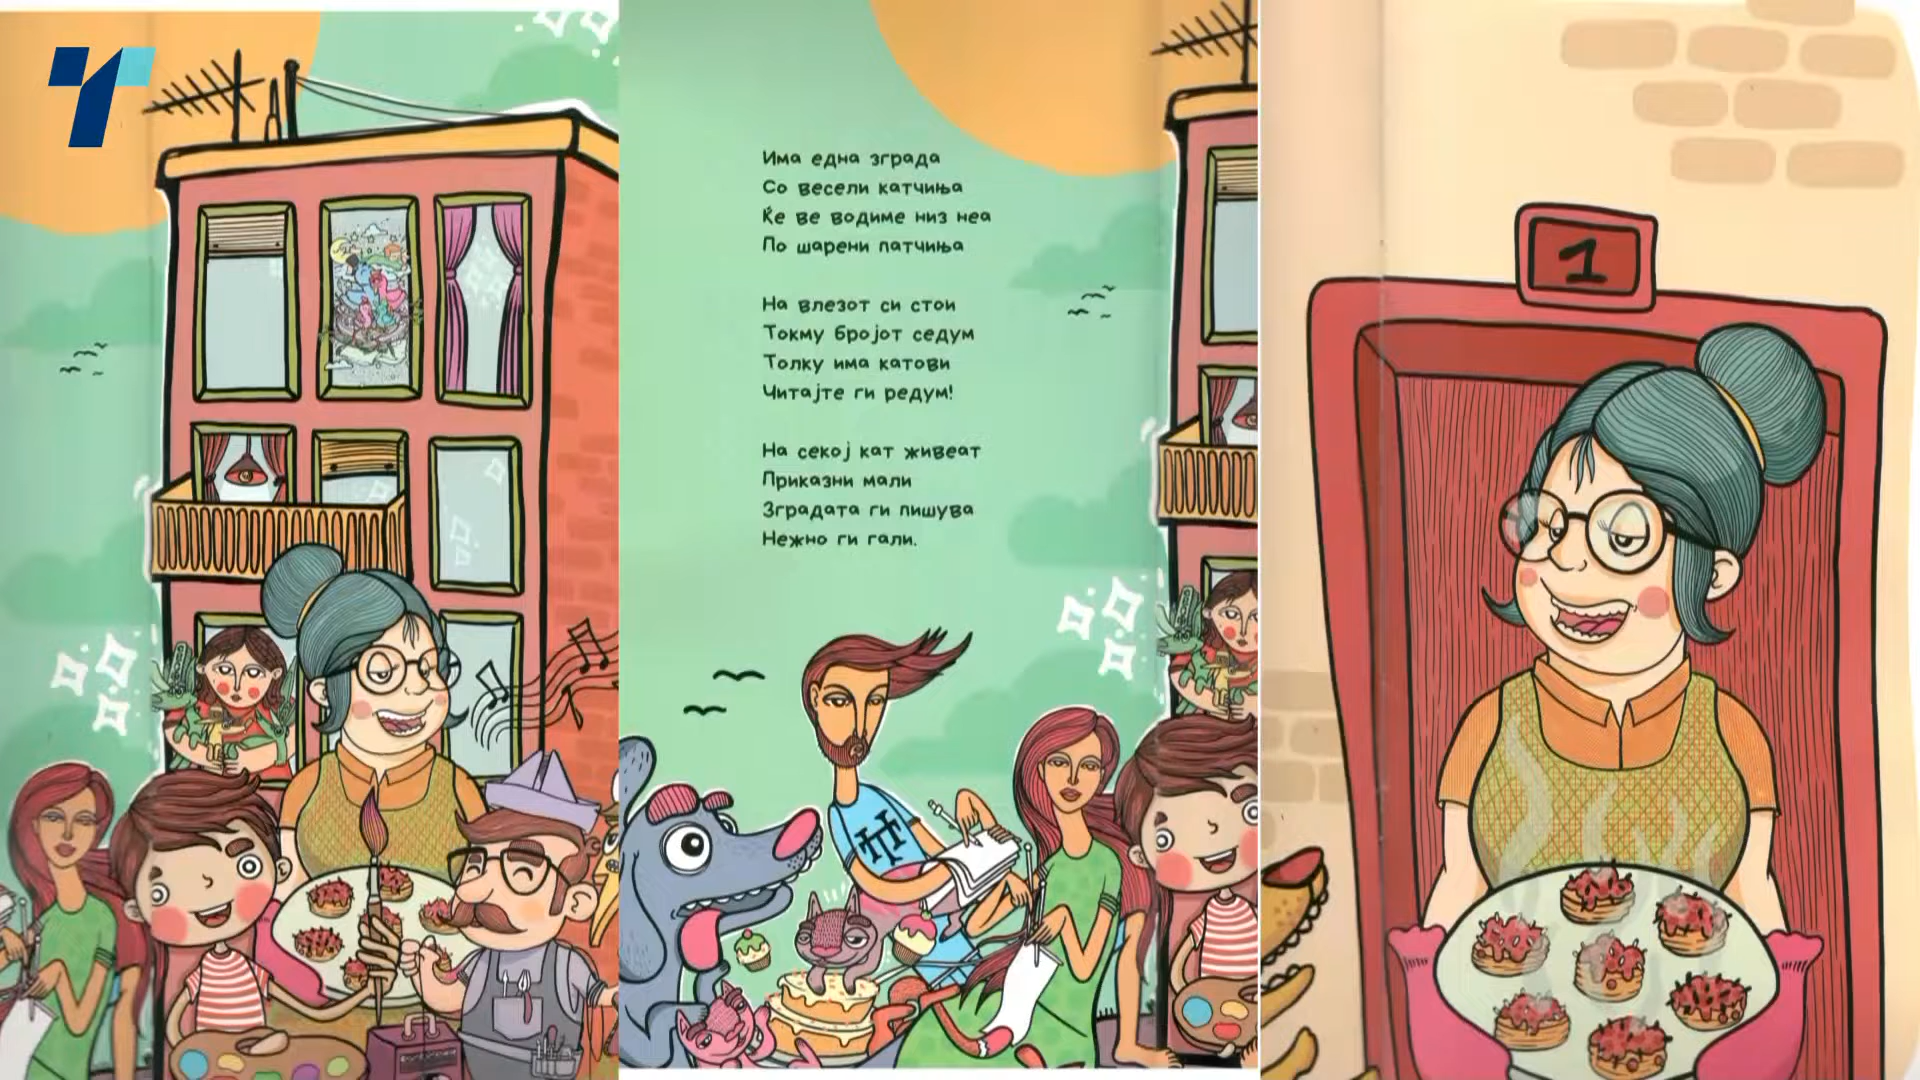 Има една зграда
Со весели катчиња
Ќе ве водиме низ неа
По шарени патчиња
На влезот си стои
Токму бројот седум
Толку има катови
Читајте ги редум!
На секој кат живеат
Приказни мали
Зградата ги пишува
Нежно ги гали.
1